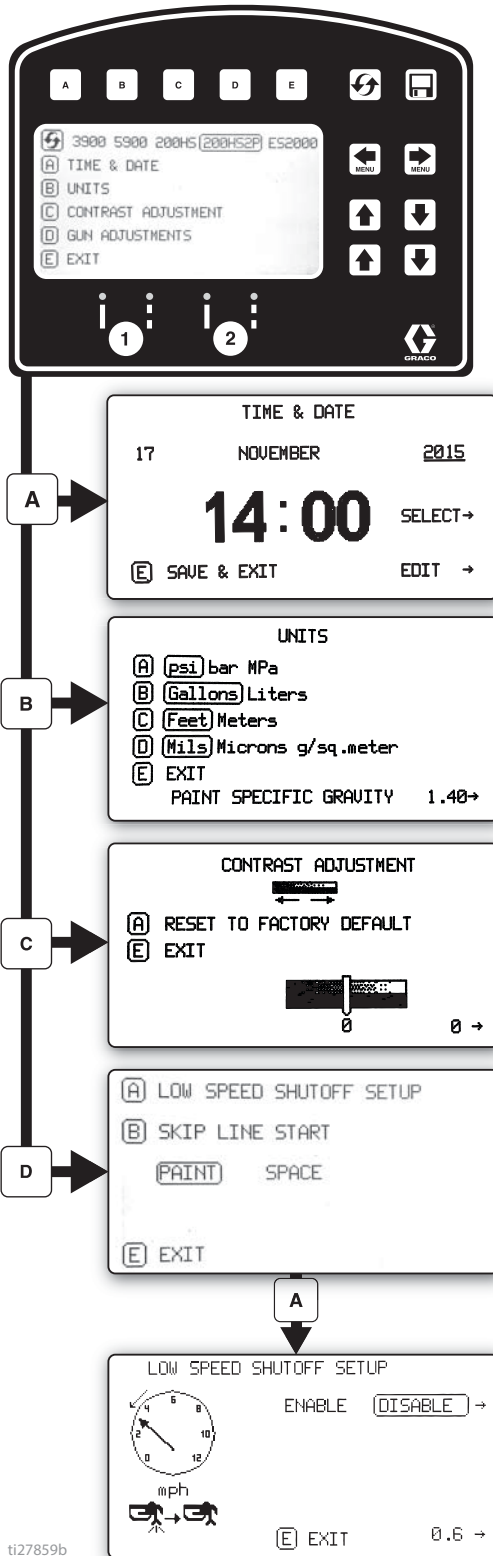 A B C D E
3900 5900 200HS 200HS2P ES2000
A TIME & DATE
B UNITS
C CONTRAST ADJUSTMENT
D GUN ADJUSTMENTS
E EXIT
MENU MENU
1 2
GRACO
A
TIME & DATE
17 NOVEMBER 2015
14:00 SELECT→
E SAVE & EXIT EDIT →
B
UNITS
A psi bar MPa
B Gallons Liters
C Feet Meters
D Mils Microns g/sq.meter
E EXIT
PAINT SPECIFIC GRAVITY 1.40→
C
CONTRAST ADJUSTMENT
A RESET TO FACTORY DEFAULT
E EXIT
0 0 →
D
A LOW SPEED SHUTOFF SETUP
B SKIP LINE START
PAINT SPACE
E EXIT
A
LOW SPEED SHUTOFF SETUP
ENABLE DISABLE →
0 2 4 6 8 10 12
mph
E EXIT 0.6 →
ti27859b